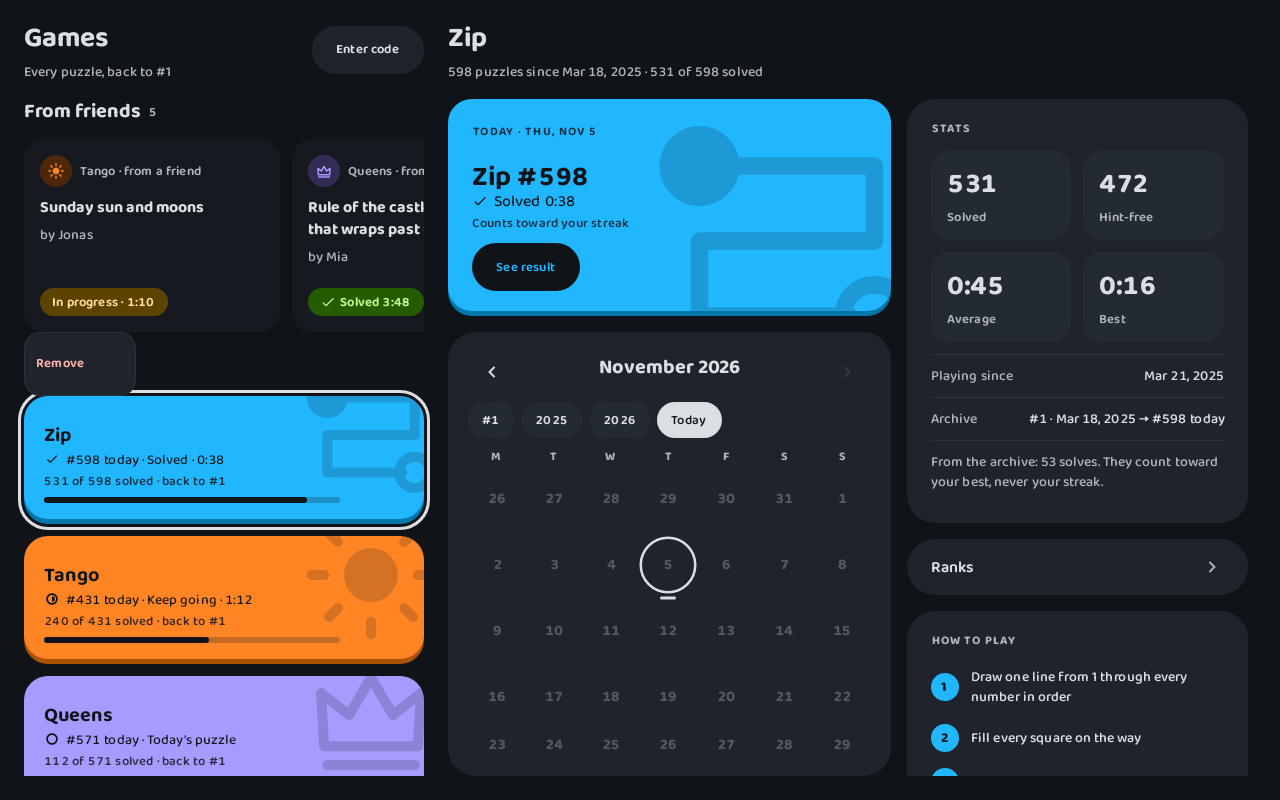 Games
Every puzzle, back to #1
Enter code
From friends 5
Tango · from a friend
Sunday sun and moons
by Jonas
In progress · 1:10
Queens · from
Rule of the castl
that wraps past
by Mia
Solved 3:48
Remove
Zip
#598 today · Solved · 0:38
531 of 598 solved · back to #1
Tango
#431 today · Keep going · 1:12
240 of 431 solved · back to #1
Queens
#571 today · Today's puzzle
112 of 571 solved · back to #1
Zip
598 puzzles since Mar 18, 2025 · 531 of 598 solved
TODAY · THU, NOV 5
Zip #598
Solved 0:38
Counts toward your streak
See result
November 2026
#1 2025 2026 Today
M T W T F S S
26 27 28 29 30 31 1
2 3 4 5 6 7 8
9 10 11 12 13 14 15
16 17 18 19 20 21 22
23 24 25 26 27 28 29
STATS
531
Solved
472
Hint-free
0:45
Average
0:16
Best
Playing since Mar 21, 2025
Archive #1 · Mar 18, 2025 → #598 today
From the archive: 53 solves. They count toward
your best, never your streak.
Ranks
HOW TO PLAY
1 Draw one line from 1 through every
number in order
2 Fill every square on the way